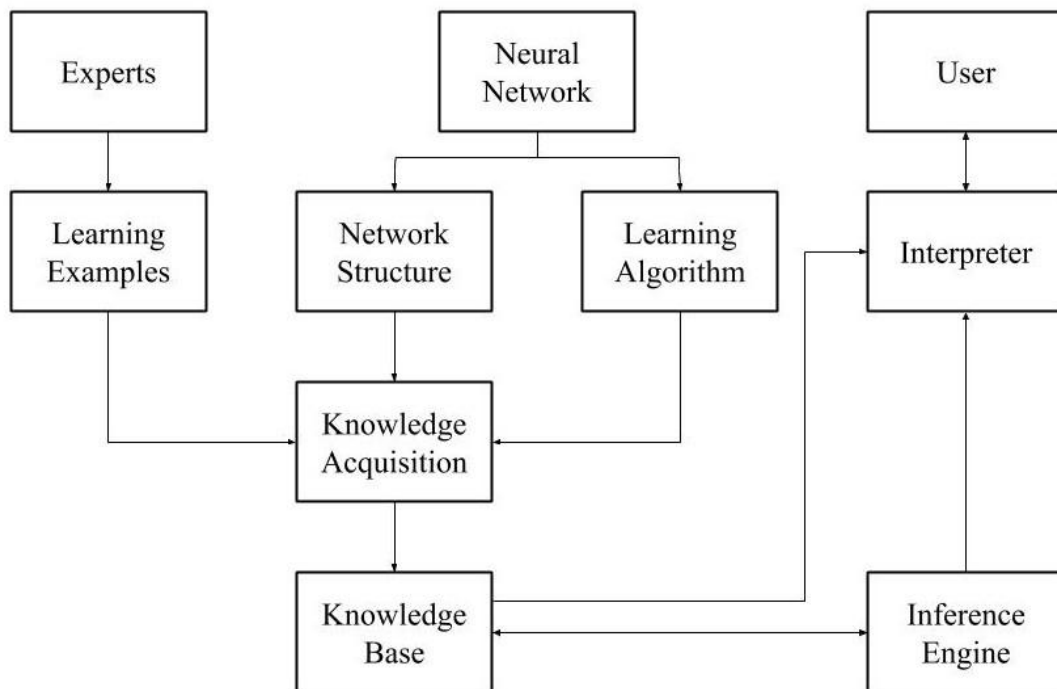 Experts
Neural
Network
User
Learning
Examples
Network
Structure
Learning
Algorithm
Interpreter
Knowledge
Acquisition
Knowledge
Base
Inference
Engine